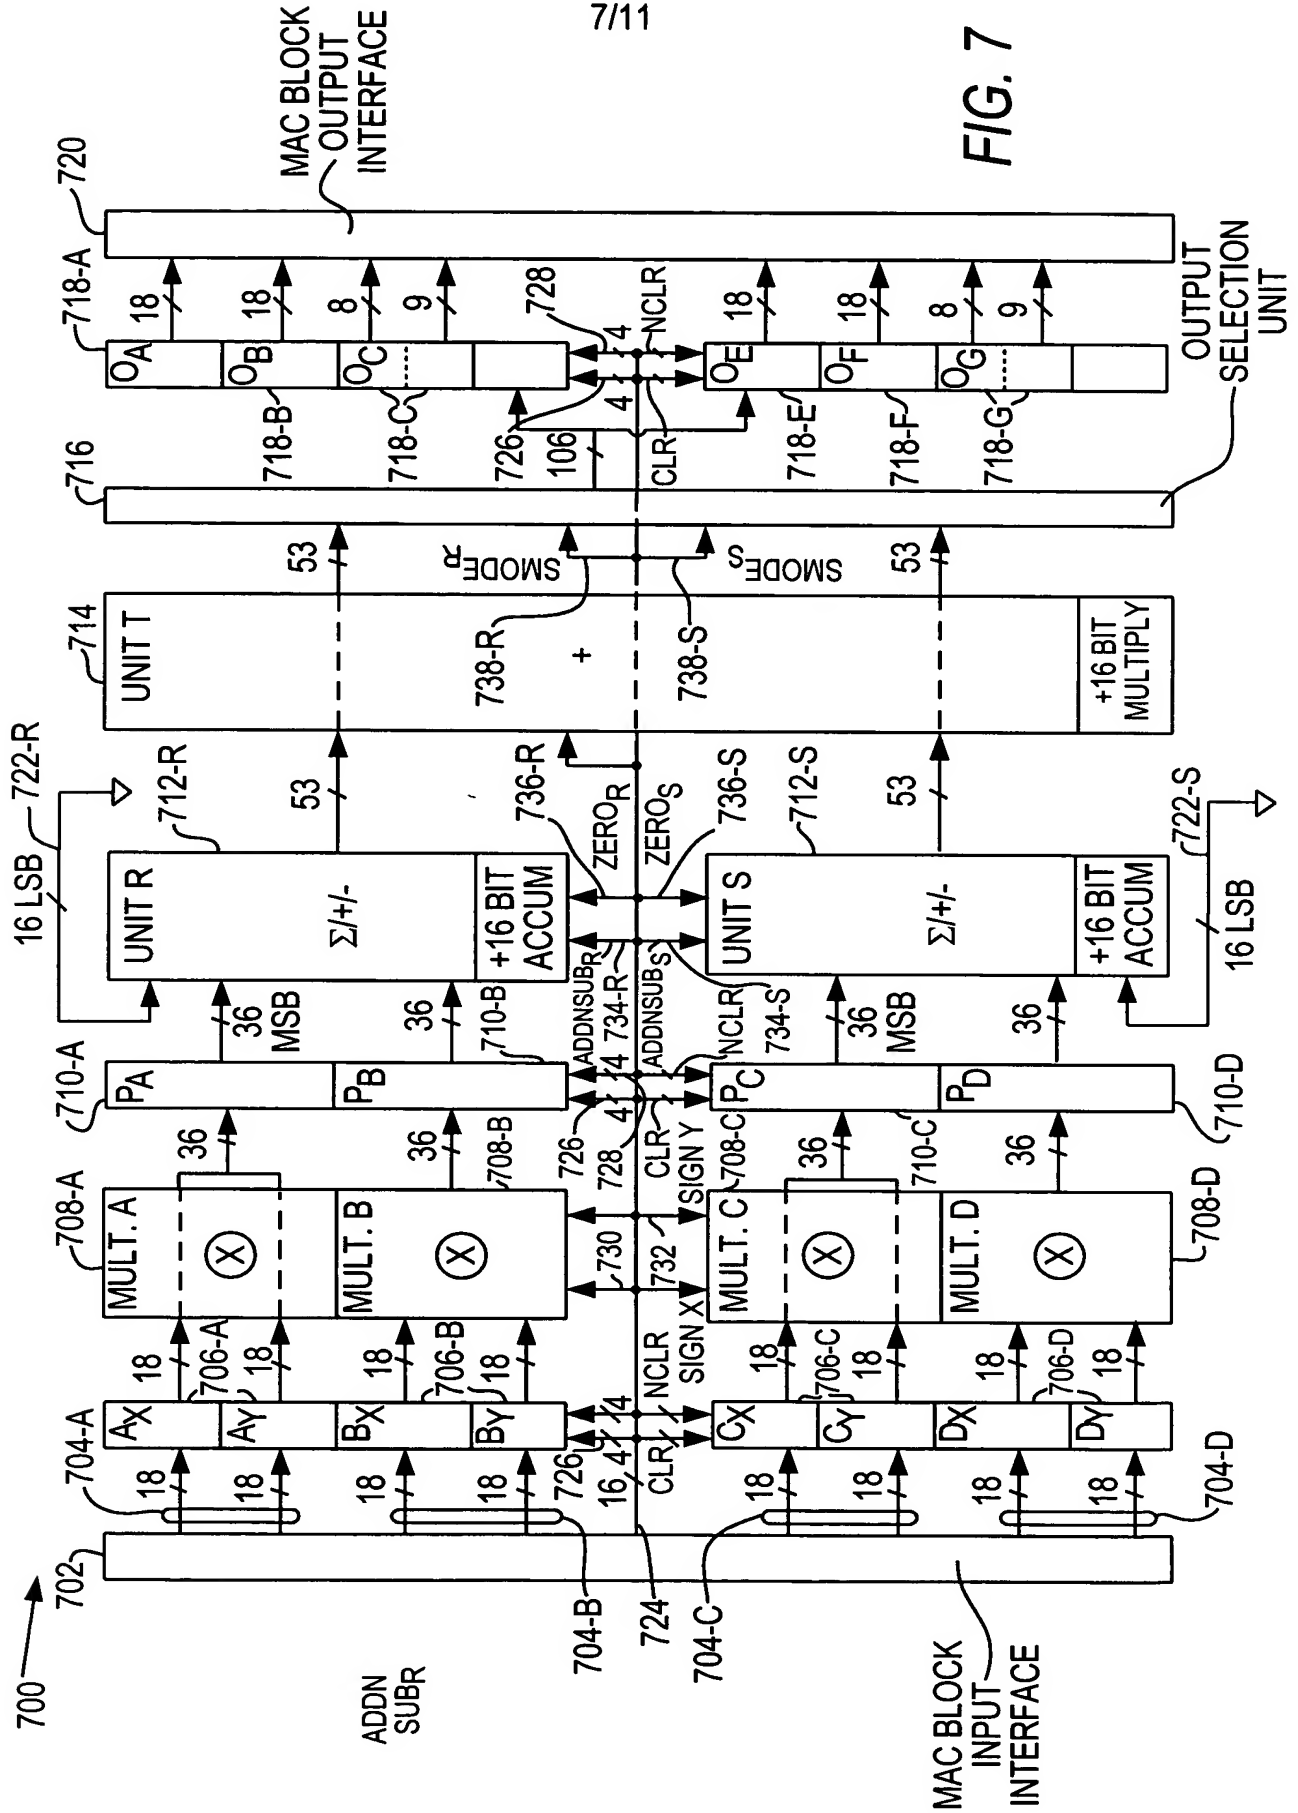 7/11
FIG. 7
700
702
704-A
704-B
704-C
704-D
MAC BLOCK
INPUT
INTERFACE
ADDN
SUBR
18
18
18
18
18
18
18
18
724
16
AX
AY
BX
BY
CX
CY
DX
DY
706-A
706-B
706-C
706-D
726
4
4
CLR
NCLR
18
18
18
18
18
18
18
18
SIGN X
SIGN Y
730
732
708-A
MULT. A
X
MULT. B
X
708-B
708-C
MULT. C
X
MULT. D
X
708-D
36
36
36
36
710-A
PA
PB
710-B
PC
PD
710-C
710-D
726
728
4
4
CLR
NCLR
36
MSB
36
36
MSB
36
ADDNSUBR
734-R
ADDNSUBS
734-S
16 LSB
722-R
712-R
UNIT R
Σ/+/-
+16 BIT
ACCUM
UNIT S
Σ/+/-
+16 BIT
ACCUM
712-S
722-S
16 LSB
ZEROR
736-R
ZEROS
736-S
53
53
714
UNIT T
+
+16 BIT
MULTIPLY
53
53
738-R
SMODER
738-S
SMODES
716
OUTPUT
SELECTION
UNIT
106
718-A
OA
OB
OC
718-B
718-C
OE
OF
OG
718-E
718-F
718-G
726
728
4
4
CLR
NCLR
18
18
8
9
18
18
8
9
720
MAC BLOCK
OUTPUT
INTERFACE